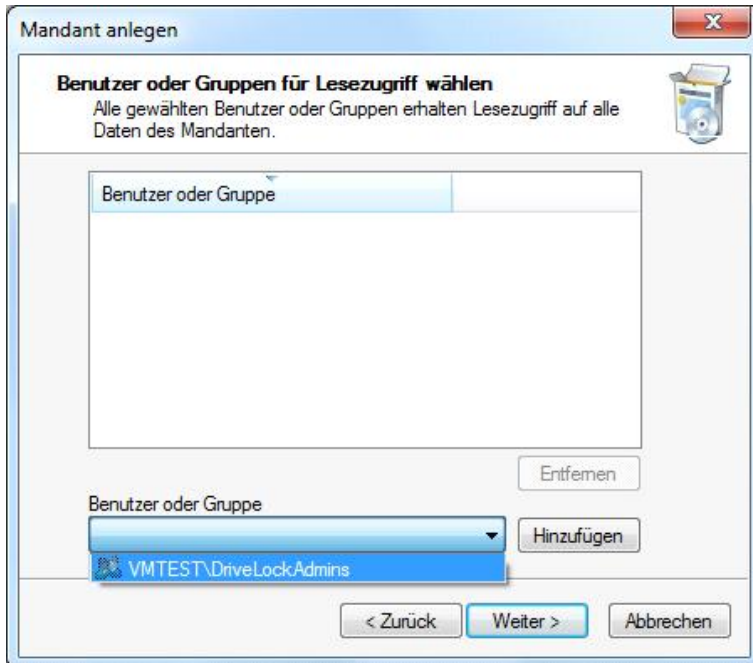 Mandant anlegen
Benutzer oder Gruppen für Lesezugriff wählen
Alle gewählten Benutzer oder Gruppen erhalten Lesezugriff auf alle
Daten des Mandanten.
Benutzer oder Gruppe
Entfernen
Benutzer oder Gruppe
Hinzufügen
VMTEST\DriveLockAdmins
< Zurück
Weiter >
Abbrechen